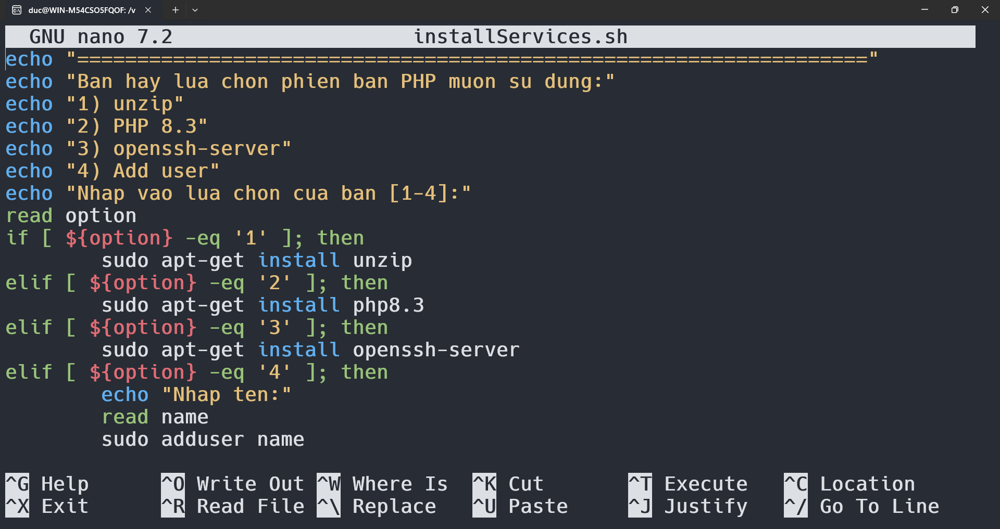 duc@WIN-M54CSO5FQOF: /v
GNU nano 7.2 installServices.sh
echo "=================================================================="
echo "Ban hay lua chon phien ban PHP muon su dung:"
echo "1) unzip"
echo "2) PHP 8.3"
echo "3) openssh-server"
echo "4) Add user"
echo "Nhap vao lua chon cua ban [1-4]:"
read option
if [ ${option} -eq '1' ]; then
        sudo apt-get install unzip
elif [ ${option} -eq '2' ]; then
        sudo apt-get install php8.3
elif [ ${option} -eq '3' ]; then
        sudo apt-get install openssh-server
elif [ ${option} -eq '4' ]; then
        echo "Nhap ten:"
        read name
        sudo adduser name
^G Help ^O Write Out ^W Where Is ^K Cut ^T Execute ^C Location
^X Exit ^R Read File ^\ Replace ^U Paste ^J Justify ^/ Go To Line